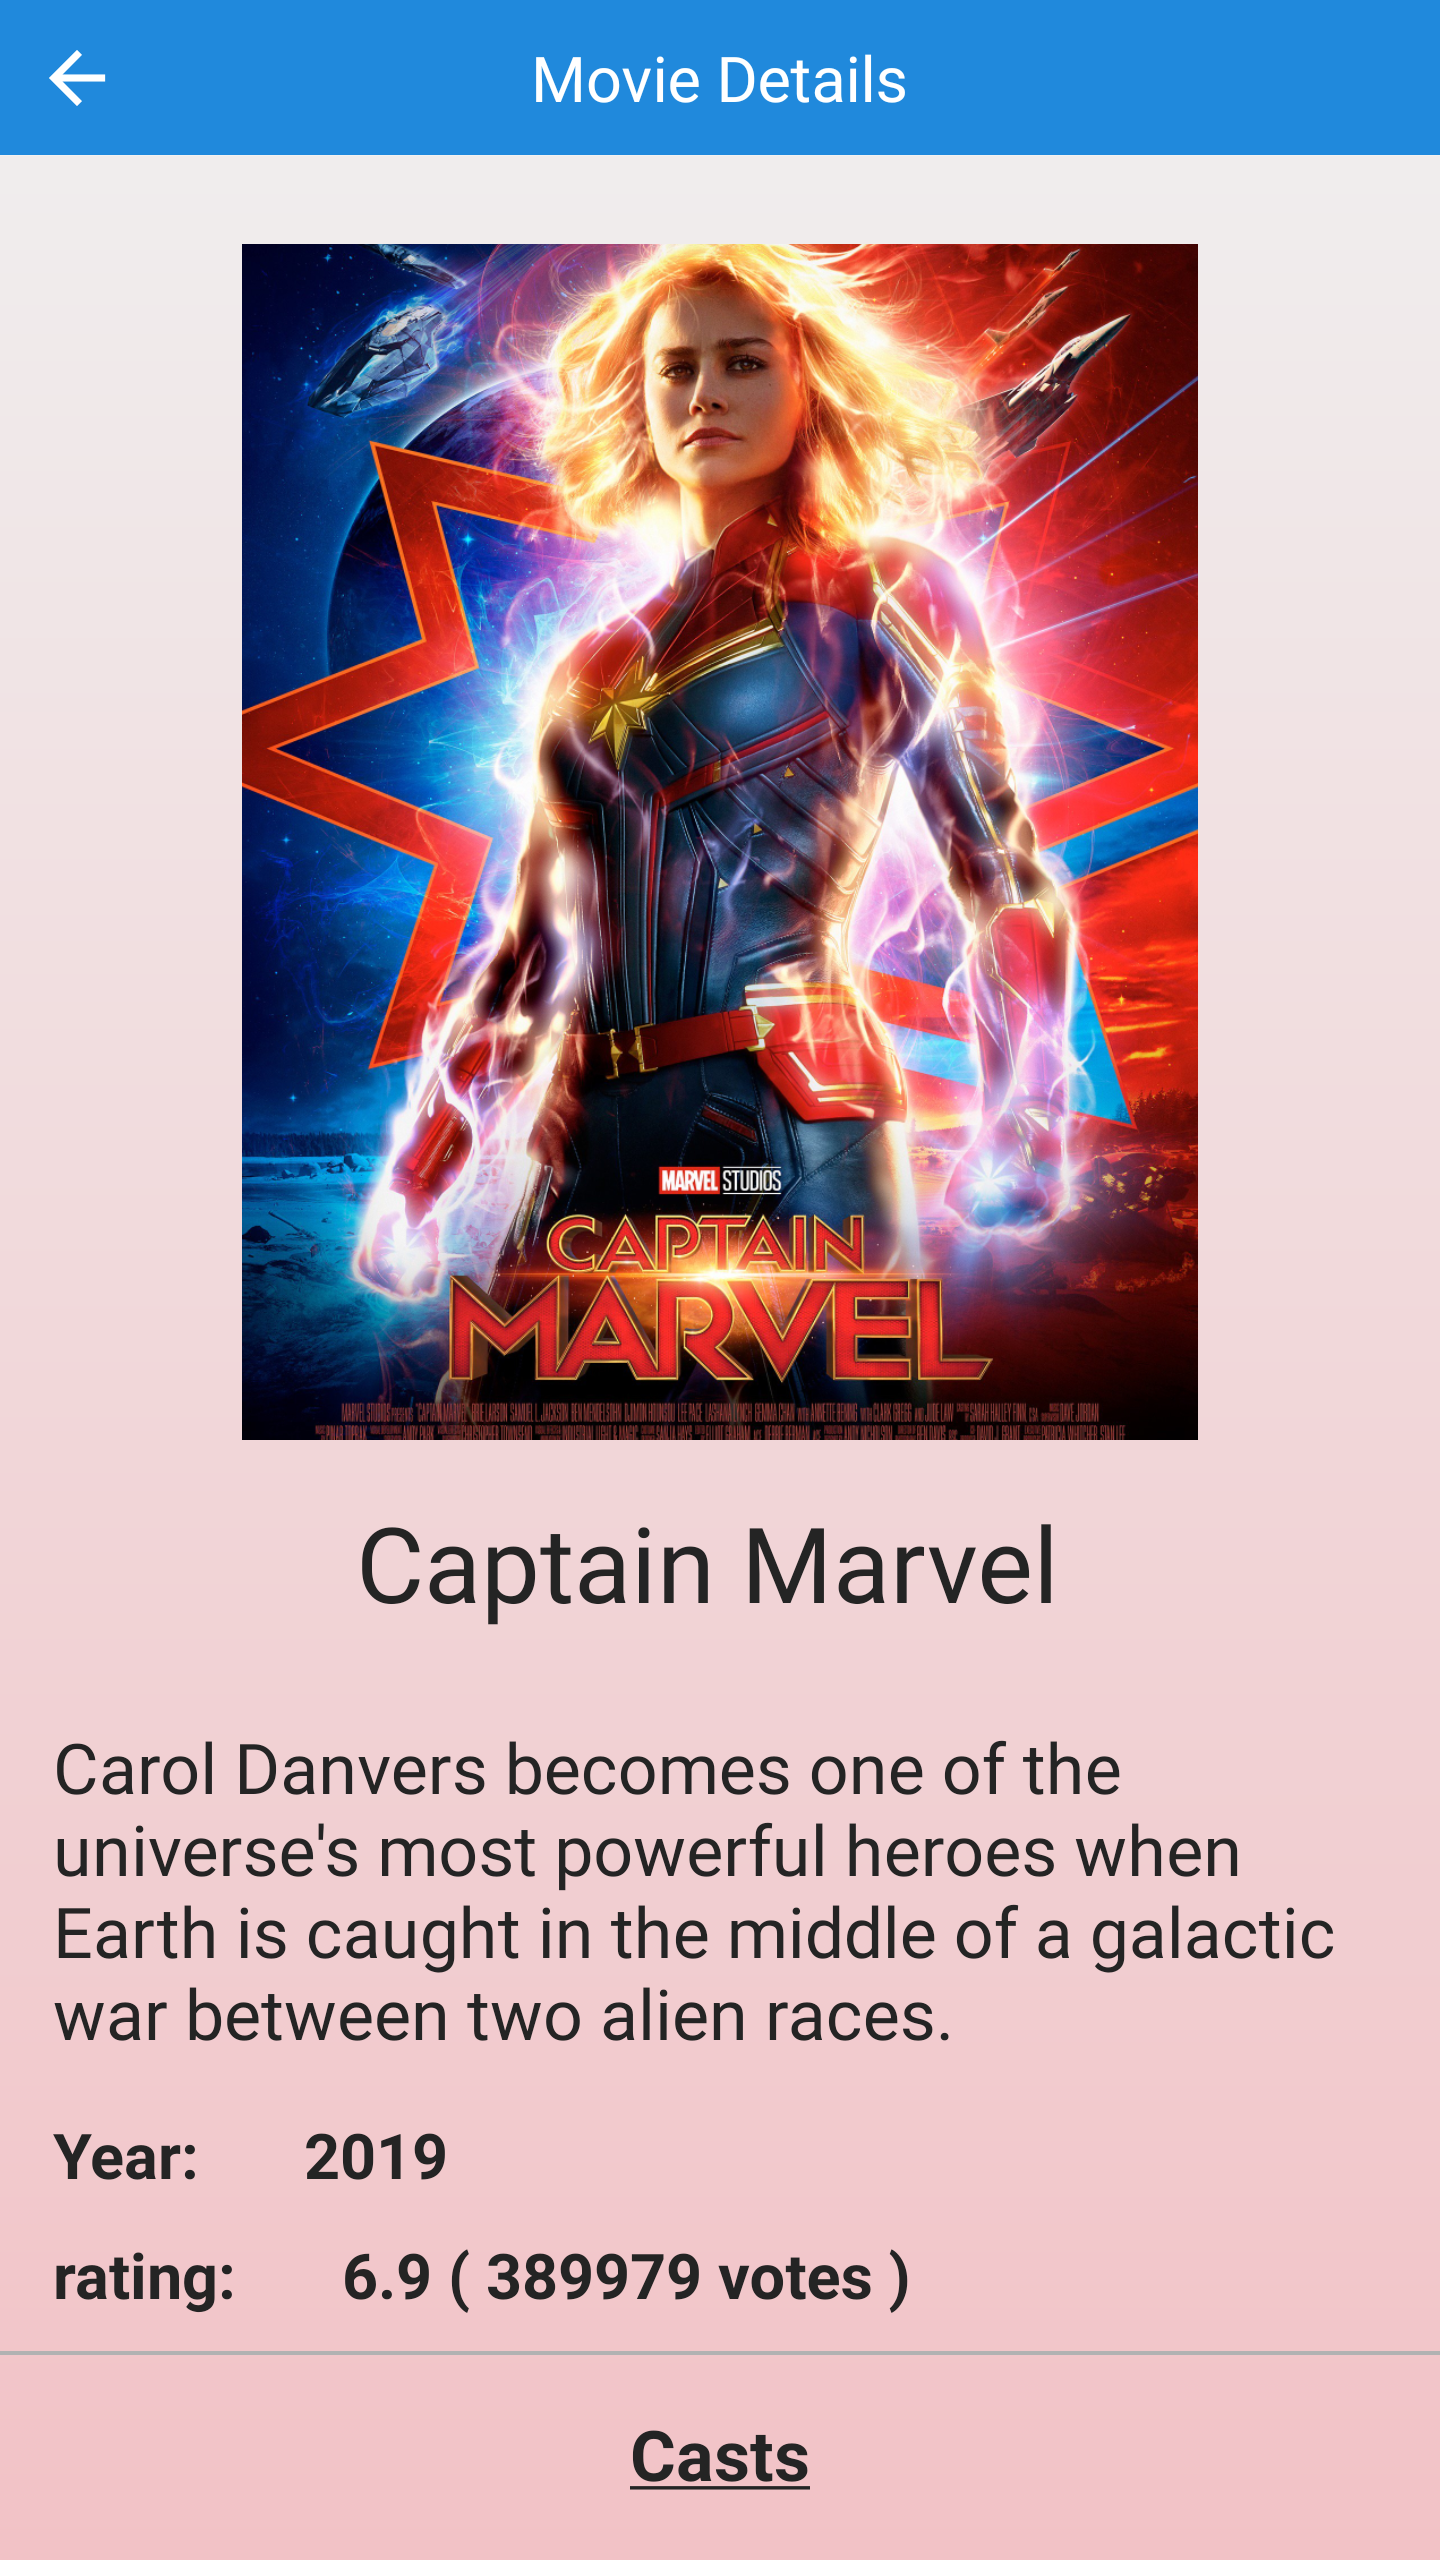 Movie Details
MARVEL STUDIOS
CAPTAIN
MARVEL
Captain Marvel
Carol Danvers becomes one of the
universe's most powerful heroes when
Earth is caught in the middle of a galactic
war between two alien races.
Year: 2019
rating: 6.9 ( 389979 votes )
Casts